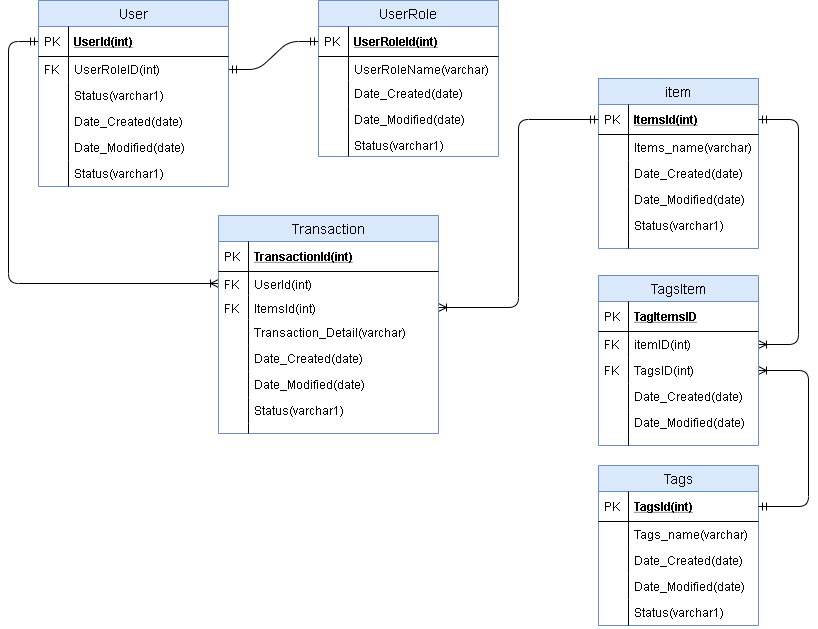 User
PK UserId(int)
FK UserRoleID(int)
Status(varchar1)
Date_Created(date)
Date_Modified(date)
Status(varchar1)
UserRole
PK UserRoleId(int)
UserRoleName(varchar)
Date_Created(date)
Date_Modified(date)
Status(varchar1)
item
PK ItemsId(int)
Items_name(varchar)
Date_Created(date)
Date_Modified(date)
Status(varchar1)
Transaction
PK TransactionId(int)
FK UserId(int)
FK ItemsId(int)
Transaction_Detail(varchar)
Date_Created(date)
Date_Modified(date)
Status(varchar1)
TagsItem
PK TagItemsID
FK itemID(int)
FK TagsID(int)
Date_Created(date)
Date_Modified(date)
Tags
PK TagsId(int)
Tags_name(varchar)
Date_Created(date)
Date_Modified(date)
Status(varchar1)